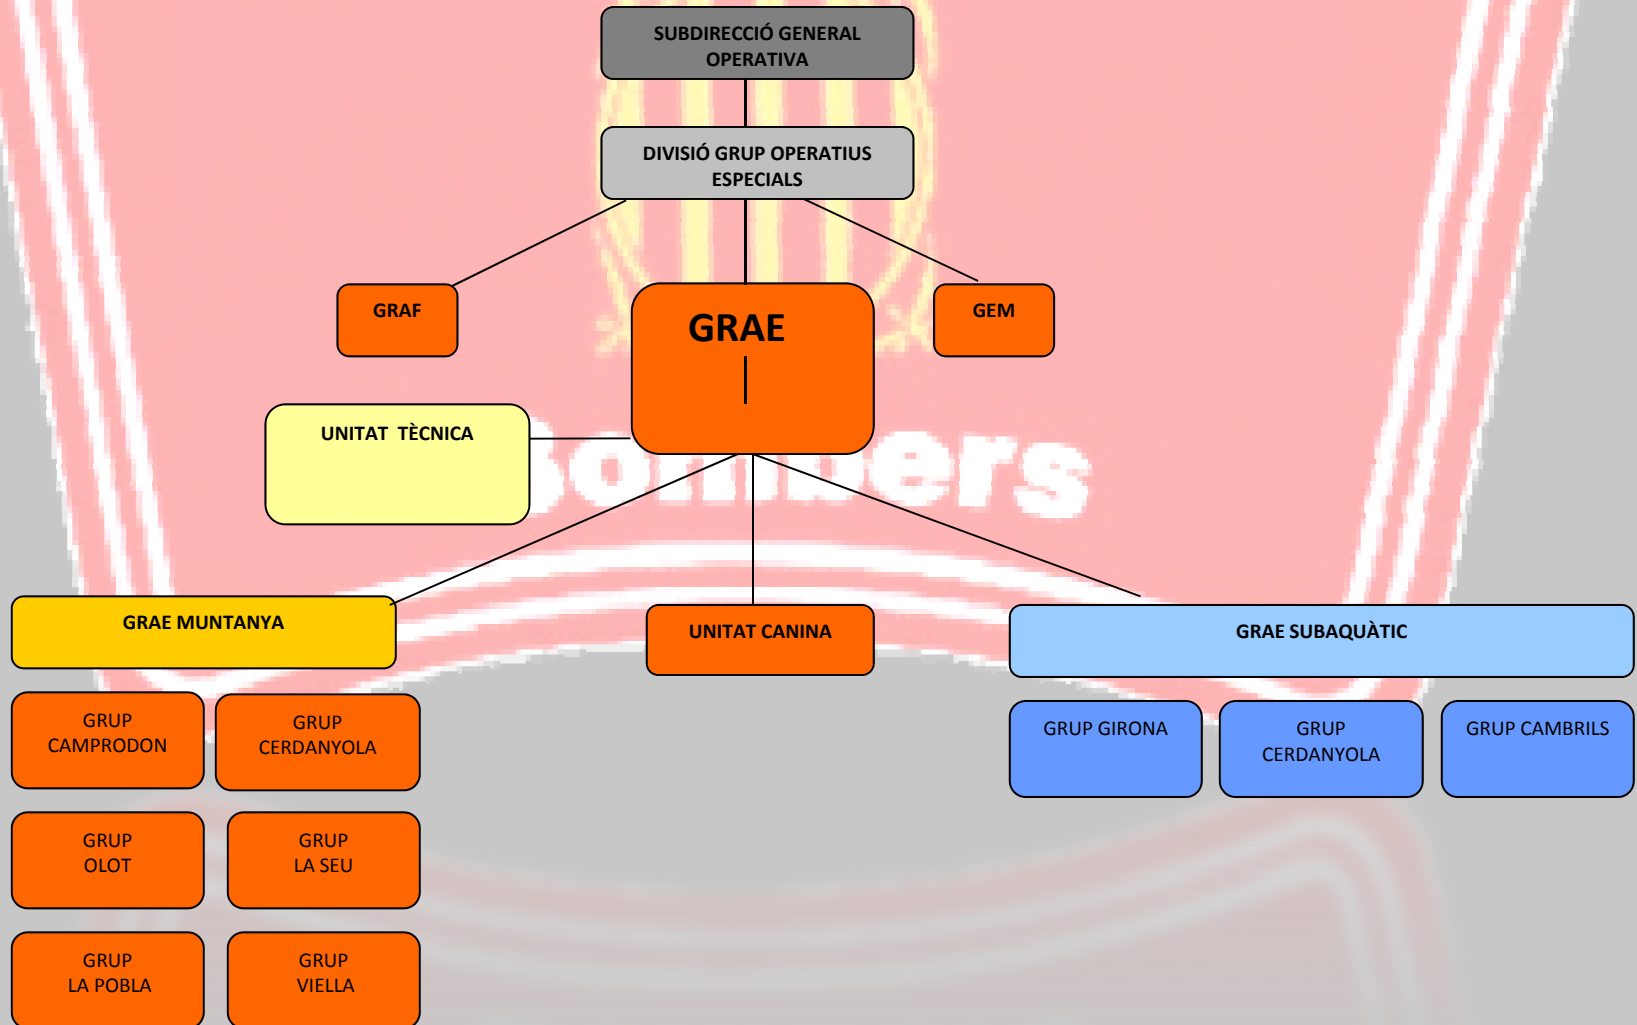 SUBDIRECCIÓ GENERAL
OPERATIVA
DIVISIÓ GRUP OPERATIUS
ESPECIALS
GRAF
GRAE
GEM
UNITAT TÈCNICA
Bombers
GRAE MUNTANYA
UNITAT CANINA
GRAE SUBAQUÀTIC
GRUP
CAMPRODON
GRUP
CERDANYOLA
GRUP GIRONA
GRUP
CERDANYOLA
GRUP CAMBRILS
GRUP
OLOT
GRUP
LA SEU
GRUP
LA POBLA
GRUP
VIELLA